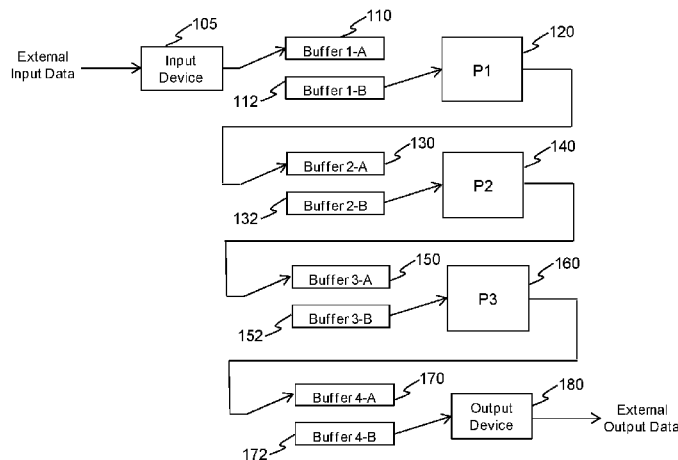 105
110
120
External
Input Data
Input
Device
Buffer 1-A
P1
Buffer 1-B
112
130
140
Buffer 2-A
P2
Buffer 2-B
132
150
160
Buffer 3-A
P3
Buffer 3-B
152
170
180
Buffer 4-A
Output
Device
External
Output Data
Buffer 4-B
172